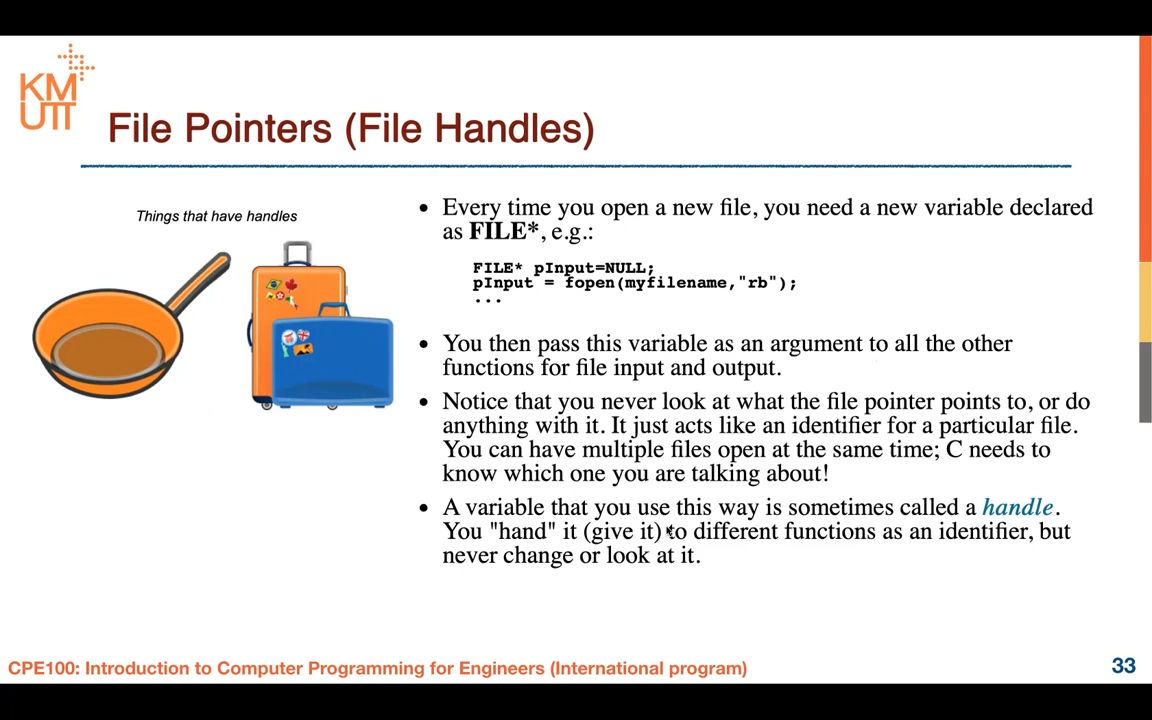 KM
UTT
File Pointers (File Handles)
Things that have handles
• Every time you open a new file, you need a new variable declared
as FILE*, e.g.:
FILE* pInput=NULL;
pInput = fopen(myfilename,"rb");
...
• You then pass this variable as an argument to all the other
functions for file input and output.
• Notice that you never look at what the file pointer points to, or do
anything with it. It just acts like an identifier for a particular file.
You can have multiple files open at the same time; C needs to
know which one you are talking about!
• A variable that you use this way is sometimes called a handle.
You "hand" it (give it) to different functions as an identifier, but
never change or look at it.
CPE100: Introduction to Computer Programming for Engineers (International program)
33